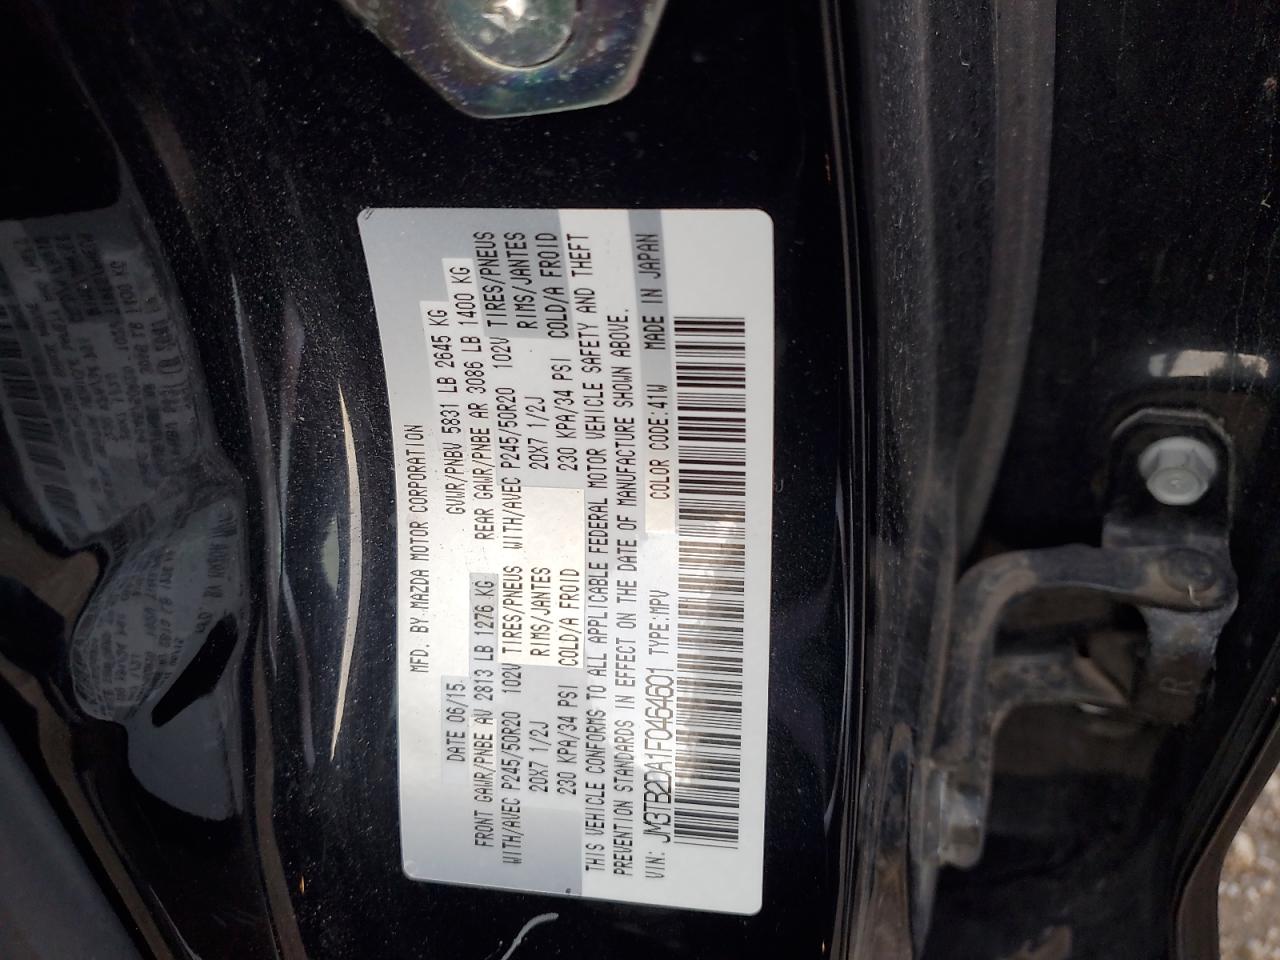 MFD. BY MAZDA MOTOR CORPORATION
DATE 06/15 GVWR/PNBV 5831 LB 2645 KG
FRONT GAWR/PNBE AV 2813 LB 1276 KG REAR GAWR/PNBE AR 3086 LB 1400 KG
WITH/AVEC P245/50R20 102V TIRES/PNEUS WITH/AVEC P245/50R20 102V TIRES/PNEUS
20X7 1/2J RIMS/JANTES 20X7 1/2J RIMS/JANTES
230 KPA/34 PSI COLD/A FROID 230 KPA/34 PSI COLD/A FROID
THIS VEHICLE CONFORMS TO ALL APPLICABLE FEDERAL MOTOR VEHICLE SAFETY AND THEFT
PREVENTION STANDARDS IN EFFECT ON THE DATE OF MANUFACTURE SHOWN ABOVE.
VIN: JM3TB2DA1F0464601 TYPE:MPV COLOR CODE:41W MADE IN JAPAN
R